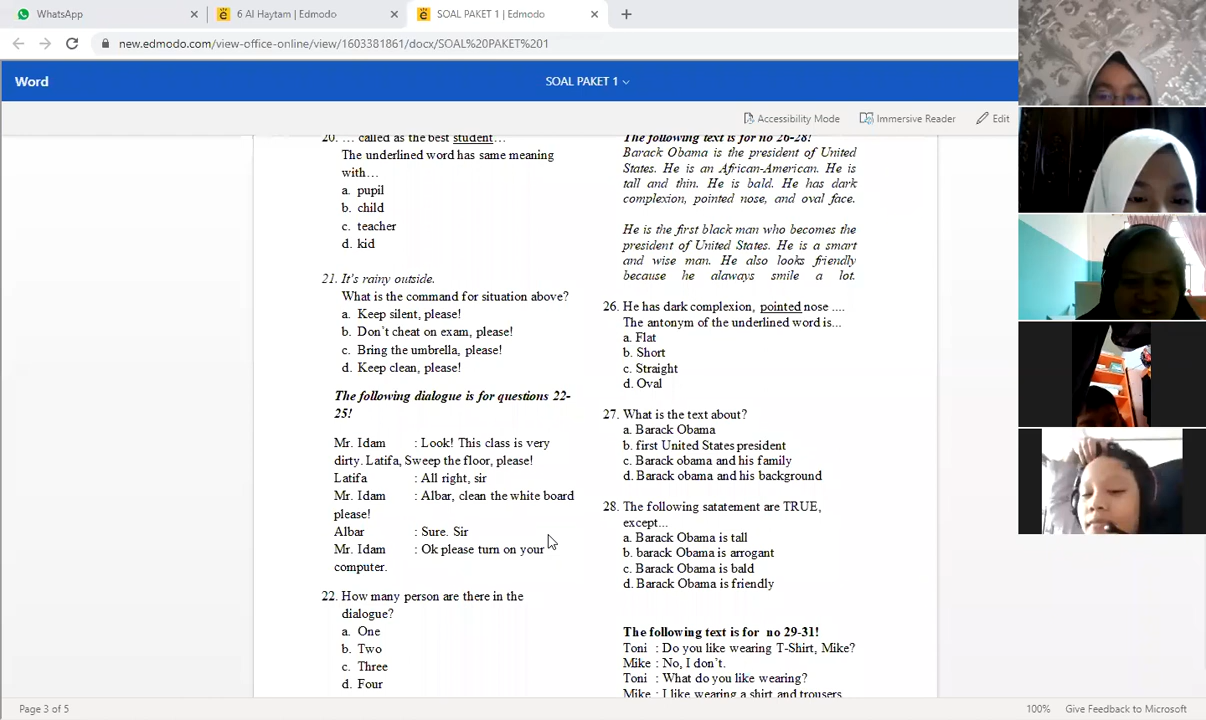 WhatsApp
6 Al Haytam | Edmodo
SOAL PAKET 1 | Edmodo
new.edmodo.com/view-office-online/view/1603381861/docx/SOAL%20PAKET%201
Word
SOAL PAKET 1
Accessibility Mode
Immersive Reader
Edit
20. … called as the best student…
The underlined word has same meaning
with…
a. pupil
b. child
c. teacher
d. kid
21. It's rainy outside.
What is the command for situation above?
a. Keep silent, please!
b. Don't cheat on exam, please!
c. Bring the umbrella, please!
d. Keep clean, please!
The following dialogue is for questions 22-
25!
Mr. Idam : Look! This class is very
dirty. Latifa, Sweep the floor, please!
Latifa : All right, sir
Mr. Idam : Albar, clean the white board
please!
Albar : Sure. Sir
Mr. Idam : Ok please turn on your
computer.
22. How many person are there in the
dialogue?
a. One
b. Two
c. Three
d. Four
The following text is for no 26-28!
Barack Obama is the president of United
States. He is an African-American. He is
tall and thin. He is bald. He has dark
complexion, pointed nose, and oval face.
He is the first black man who becomes the
president of United States. He is a smart
and wise man. He also looks friendly
because he alaways smile a lot.
26. He has dark complexion, pointed nose ....
The antonym of the underlined word is...
a. Flat
b. Short
c. Straight
d. Oval
27. What is the text about?
a. Barack Obama
b. first United States president
c. Barack obama and his family
d. Barack obama and his background
28. The following satatement are TRUE,
except...
a. Barack Obama is tall
b. barack Obama is arrogant
c. Barack Obama is bald
d. Barack Obama is friendly
The following text is for no 29-31!
Toni : Do you like wearing T-Shirt, Mike?
Mike : No, I don't.
Toni : What do you like wearing?
Mike : I like wearing a shirt and trousers
Page 3 of 5
100%
Give Feedback to Microsoft